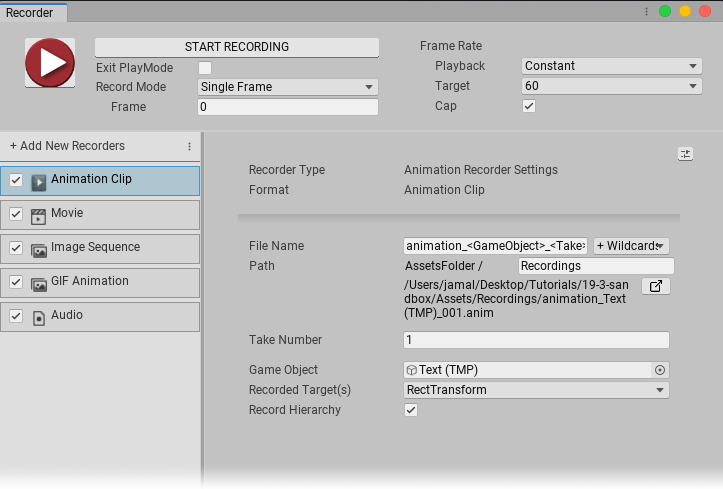 Recorder
START RECORDING
Exit PlayMode
Record Mode Single Frame
Frame 0
Frame Rate
Playback Constant
Target 60
Cap
+ Add New Recorders
Animation Clip
Movie
Image Sequence
GIF Animation
Audio
Recorder Type Animation Recorder Settings
Format Animation Clip
File Name animation_<GameObject>_<Take> + Wildcards
Path AssetsFolder / Recordings
/Users/jamal/Desktop/Tutorials/19-3-san
dbox/Assets/Recordings/animation_Text
(TMP)_001.anim
Take Number 1
Game Object Text (TMP)
Recorded Target(s) RectTransform
Record Hierarchy